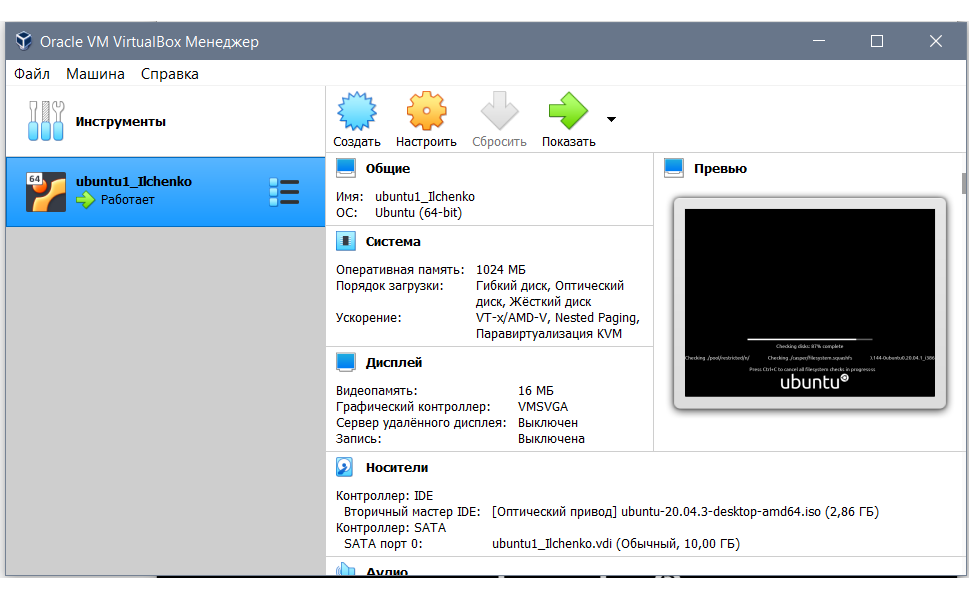 Oracle VM VirtualBox Менеджер
Файл Машина Справка
Инструменты
Создать Настроить Сбросить Показать
64
ubuntu1_Ilchenko
Работает
Общие
Имя: ubuntu1_Ilchenko
ОС: Ubuntu (64-bit)
Система
Оперативная память: 1024 МБ
Порядок загрузки: Гибкий диск, Оптический
диск, Жёсткий диск
Ускорение: VT-x/AMD-V, Nested Paging,
Паравиртуализация KVM
Дисплей
Видеопамять: 16 МБ
Графический контроллер: VMSVGA
Сервер удалённого дисплея: Выключен
Запись: Выключена
Превью
Checking disks: 87% complete
Checking ./pool/restricted/n/ Checking ./casper/filesystem.squashfs ).144-0ubuntu0.20.04.1_i386
Press Ctrl+C to cancel all filesystem checks in progress
ubuntu
Носители
Контроллер: IDE
Вторичный мастер IDE: [Оптический привод] ubuntu-20.04.3-desktop-amd64.iso (2,86 ГБ)
Контроллер: SATA
SATA порт 0: ubuntu1_Ilchenko.vdi (Обычный, 10,00 ГБ)
Аудио